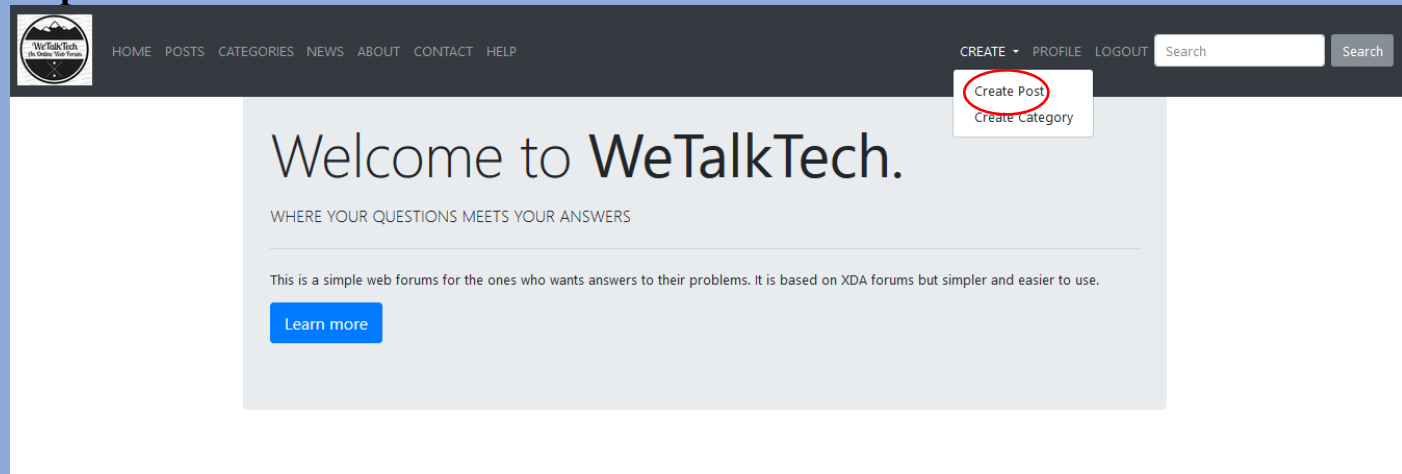 WeTalkTech
An Online Web Forum
HOME POSTS CATEGORIES NEWS ABOUT CONTACT HELP
CREATE PROFILE LOGOUT Search Search
Create Post
Create Category
Welcome to WeTalkTech.
WHERE YOUR QUESTIONS MEETS YOUR ANSWERS
This is a simple web forums for the ones who wants answers to their problems. It is based on XDA forums but simpler and easier to use.
Learn more